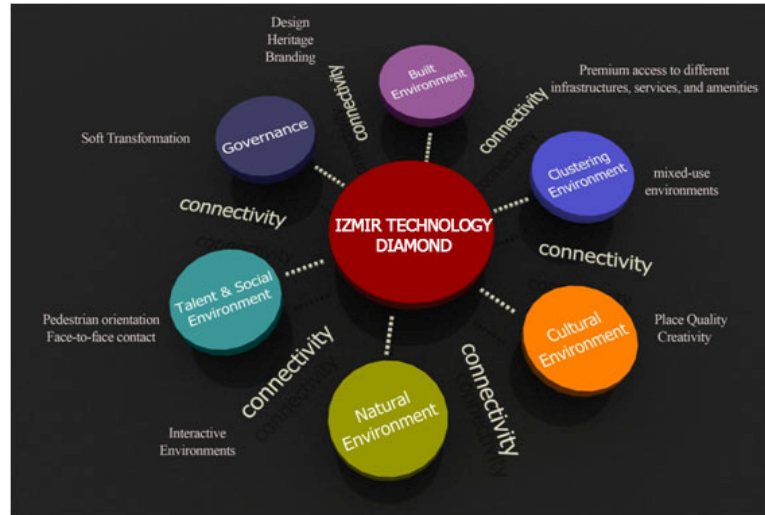 Design
Heritage
Branding
connectivity
Built
Environment
connectivity
Premium access to different
infrastructures, services, and amenities
Soft Transformation
Governance
Clustering
Environment
mixed-use
environments
connectivity
IZMIR TECHNOLOGY
DIAMOND
connectivity
Talent & Social
Environment
Pedestrian orientation
Face-to-face contact
Cultural
Environment
Place Quality
Creativity
connectivity
connectivity
Natural
Environment
Interactive
Environments